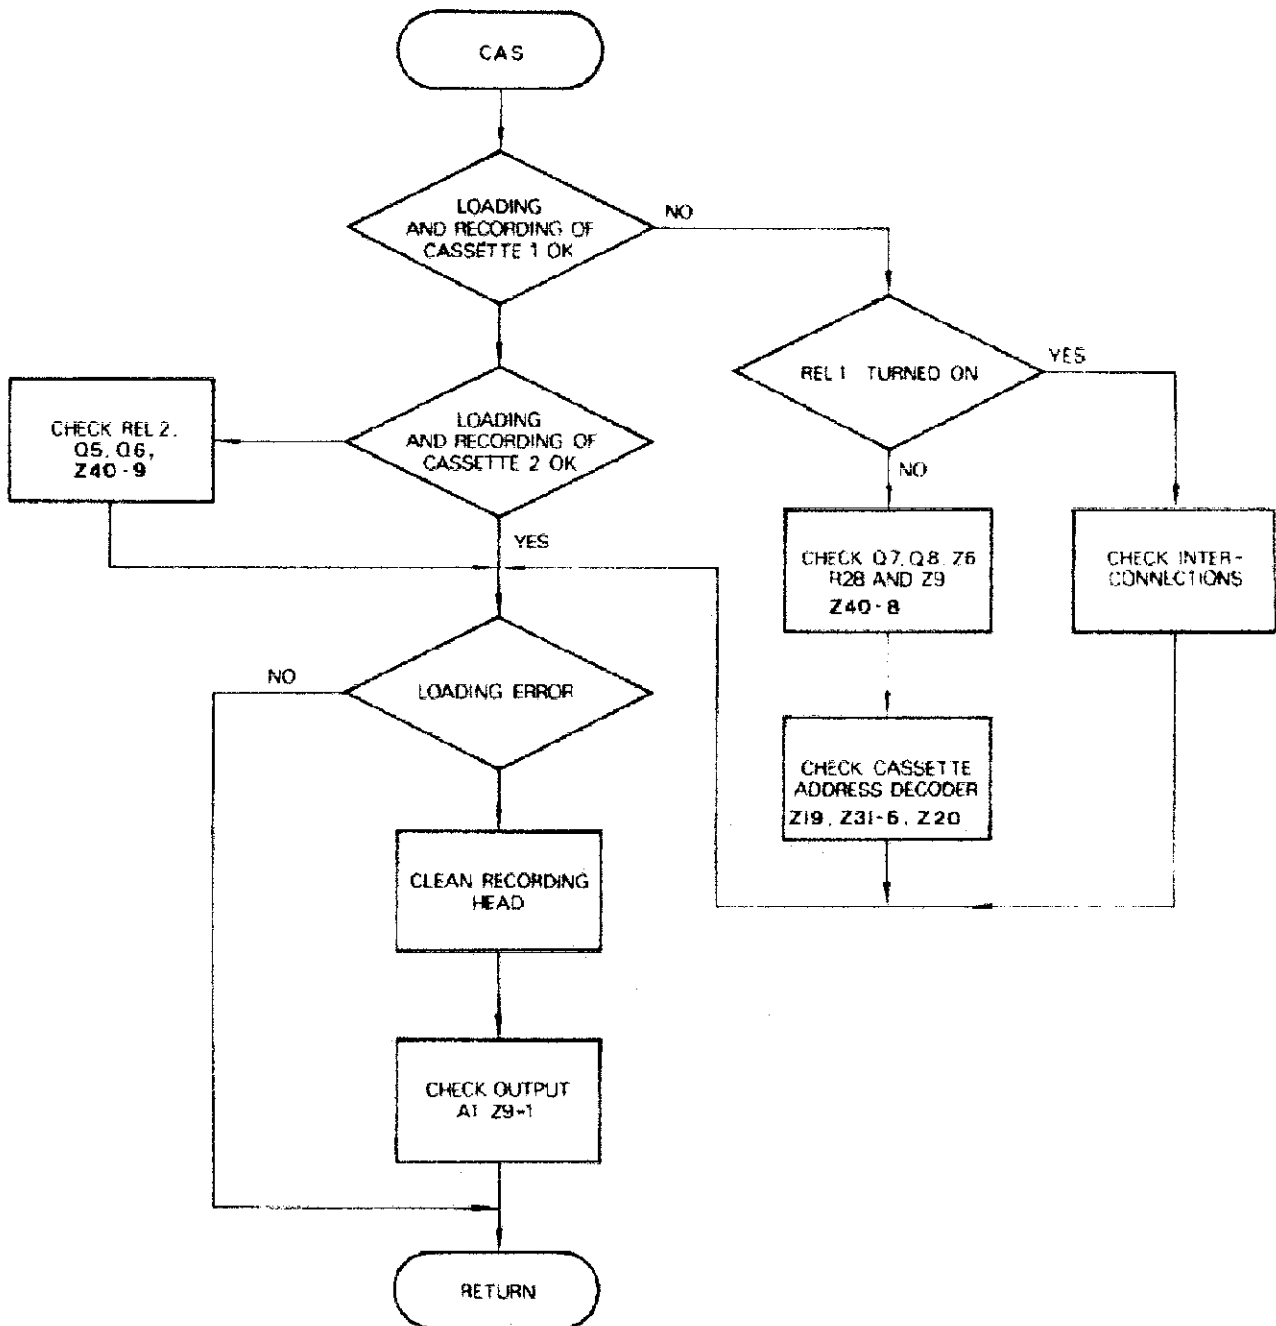 CAS
LOADING
AND RECORDING OF
CASSETTE 1 OK
NO
REL 1 TURNED ON
YES
LOADING
AND RECORDING OF
CASSETTE 2 OK
CHECK REL 2.
Q5, Q6,
Z40-9
NO
YES
CHECK Q7, Q8, Z6
R28 AND Z9
Z40-8
CHECK INTER-
CONNECTIONS
NO
LOADING ERROR
CHECK CASSETTE
ADDRESS DECODER
Z19, Z31-6, Z20
CLEAN RECORDING
HEAD
CHECK OUTPUT
AT Z9-1
RETURN